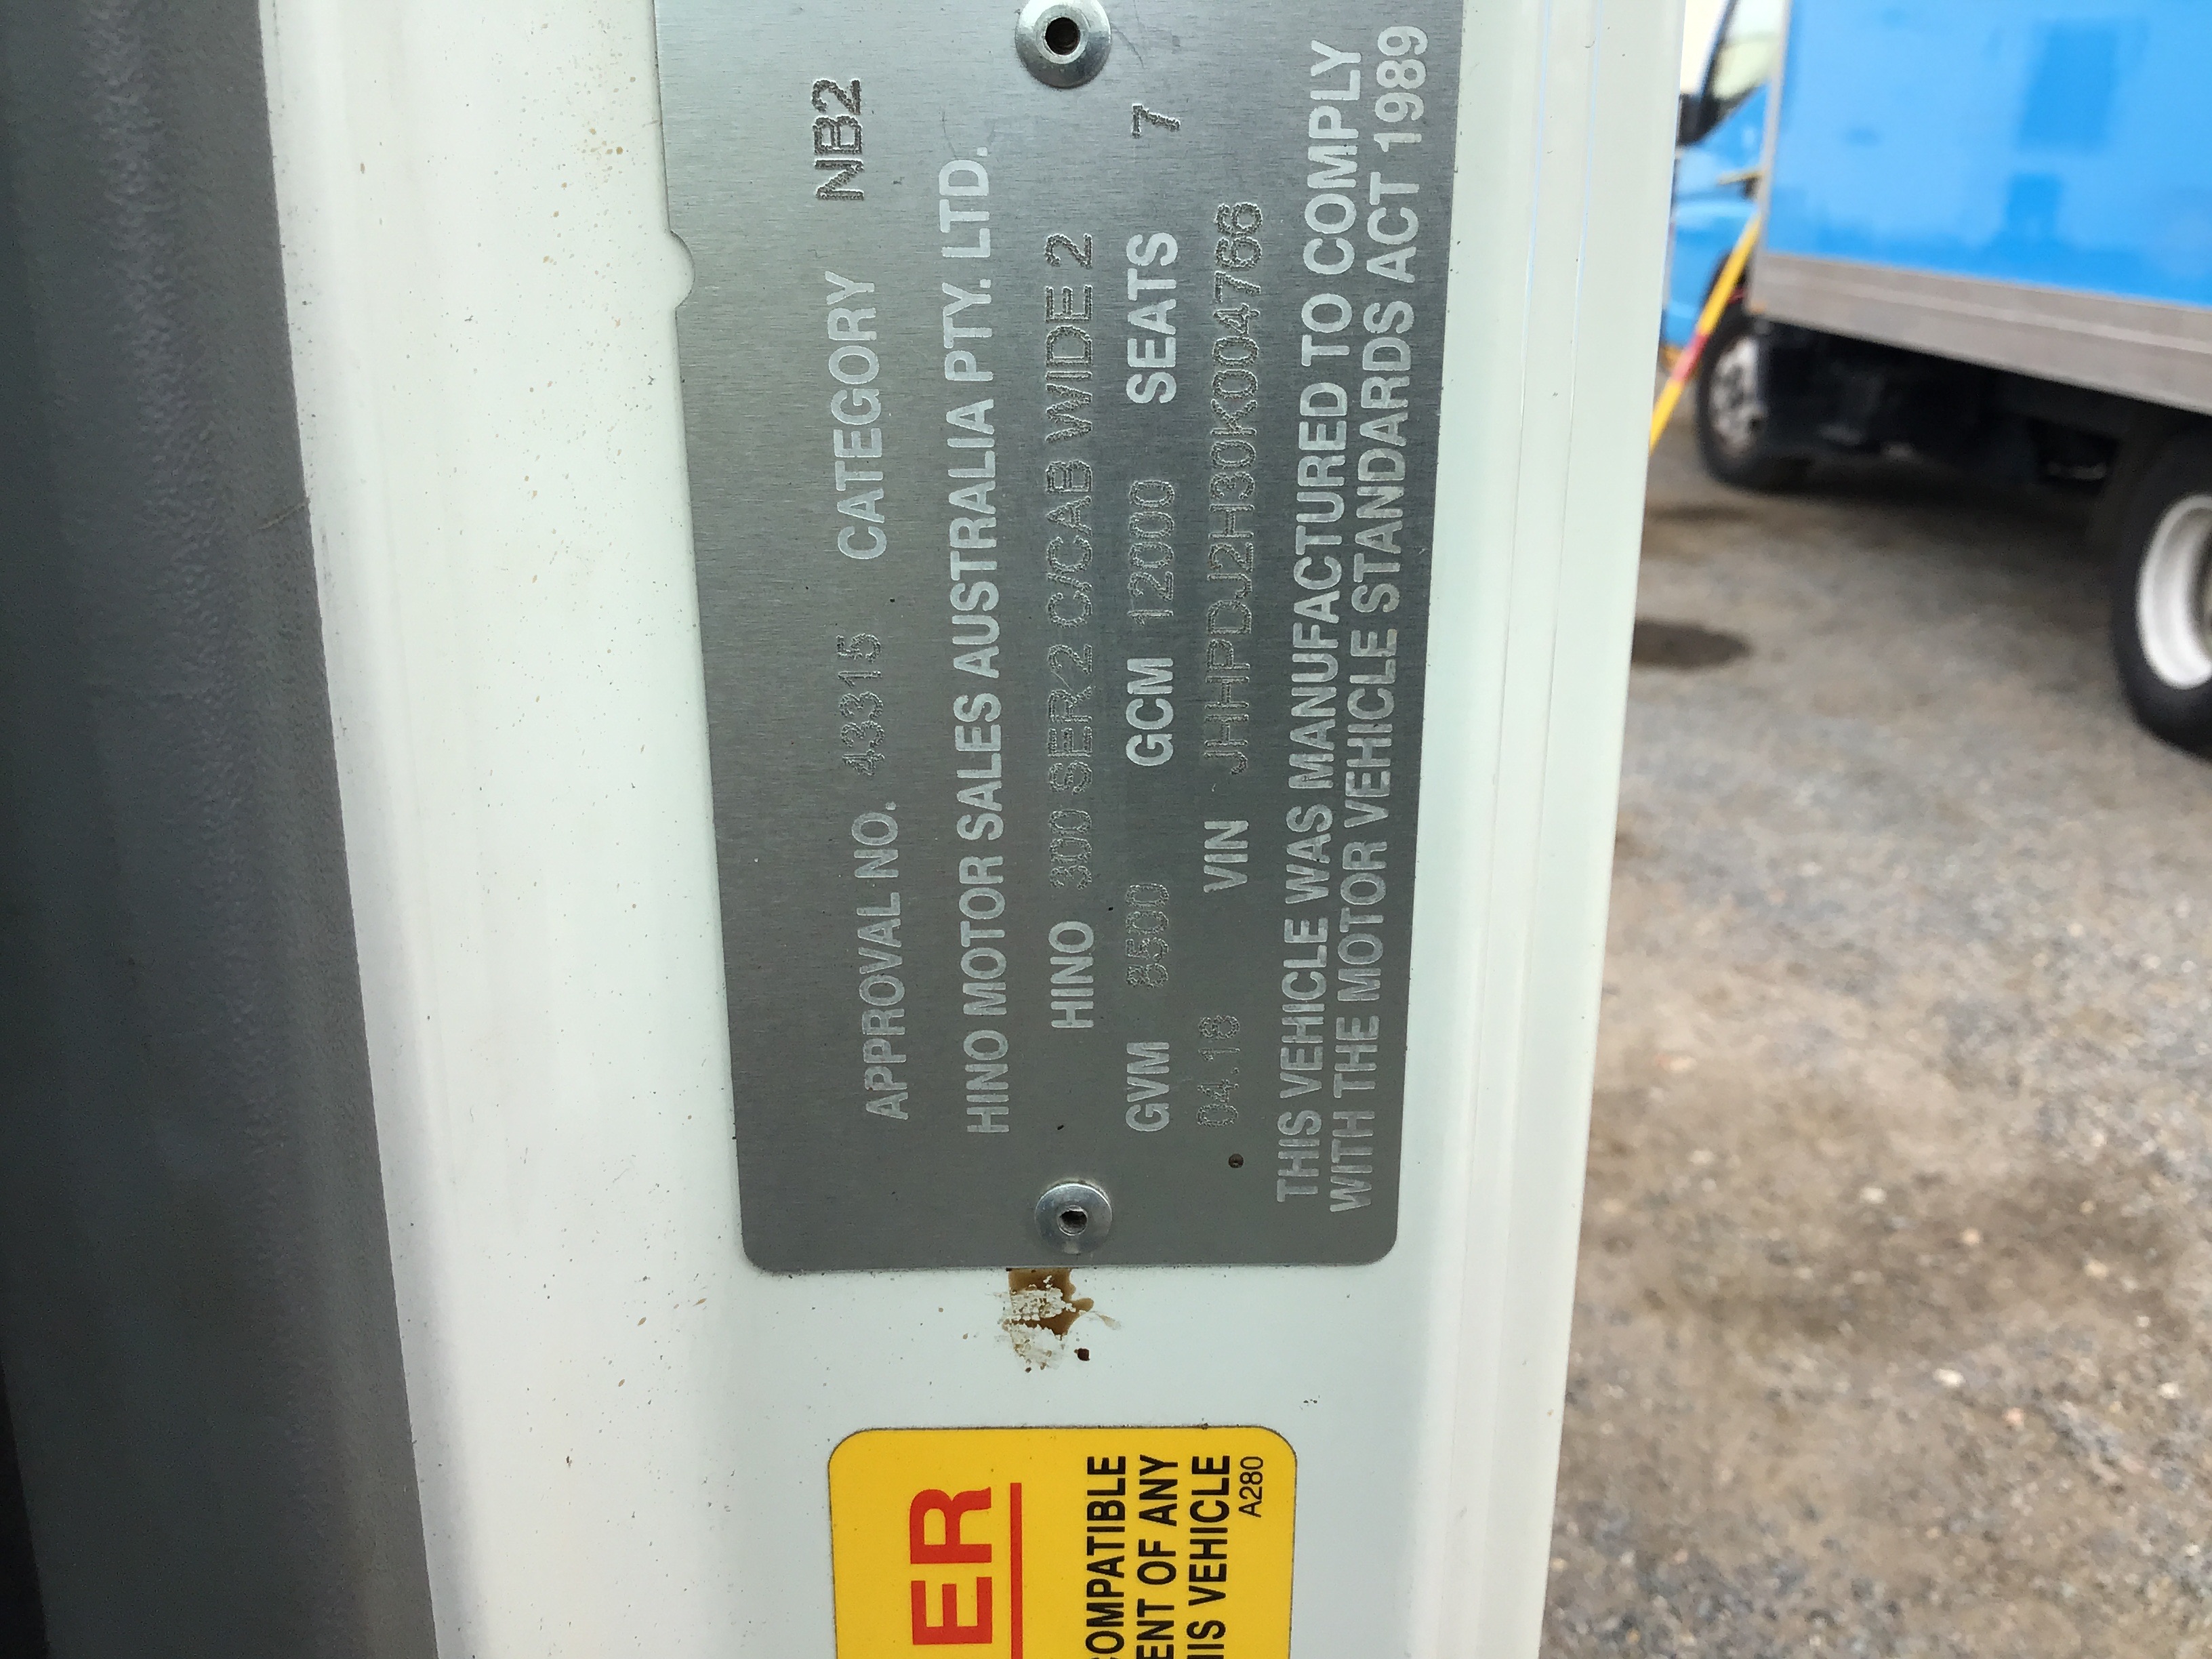 APPROVAL NO. 43315 CATEGORY NB2
HINO MOTOR SALES AUSTRALIA PTY. LTD.
HINO 300 SER2 C/CAB WIDE 2
GVM 8500 GCM 12000 SEATS 7
04.18 VIN JHHPDJ2H30K004766
THIS VEHICLE WAS MANUFACTURED TO COMPLY
WITH THE MOTOR VEHICLE STANDARDS ACT 1989
ER
COMPATIBLE
ENT OF ANY
HIS VEHICLE
A280